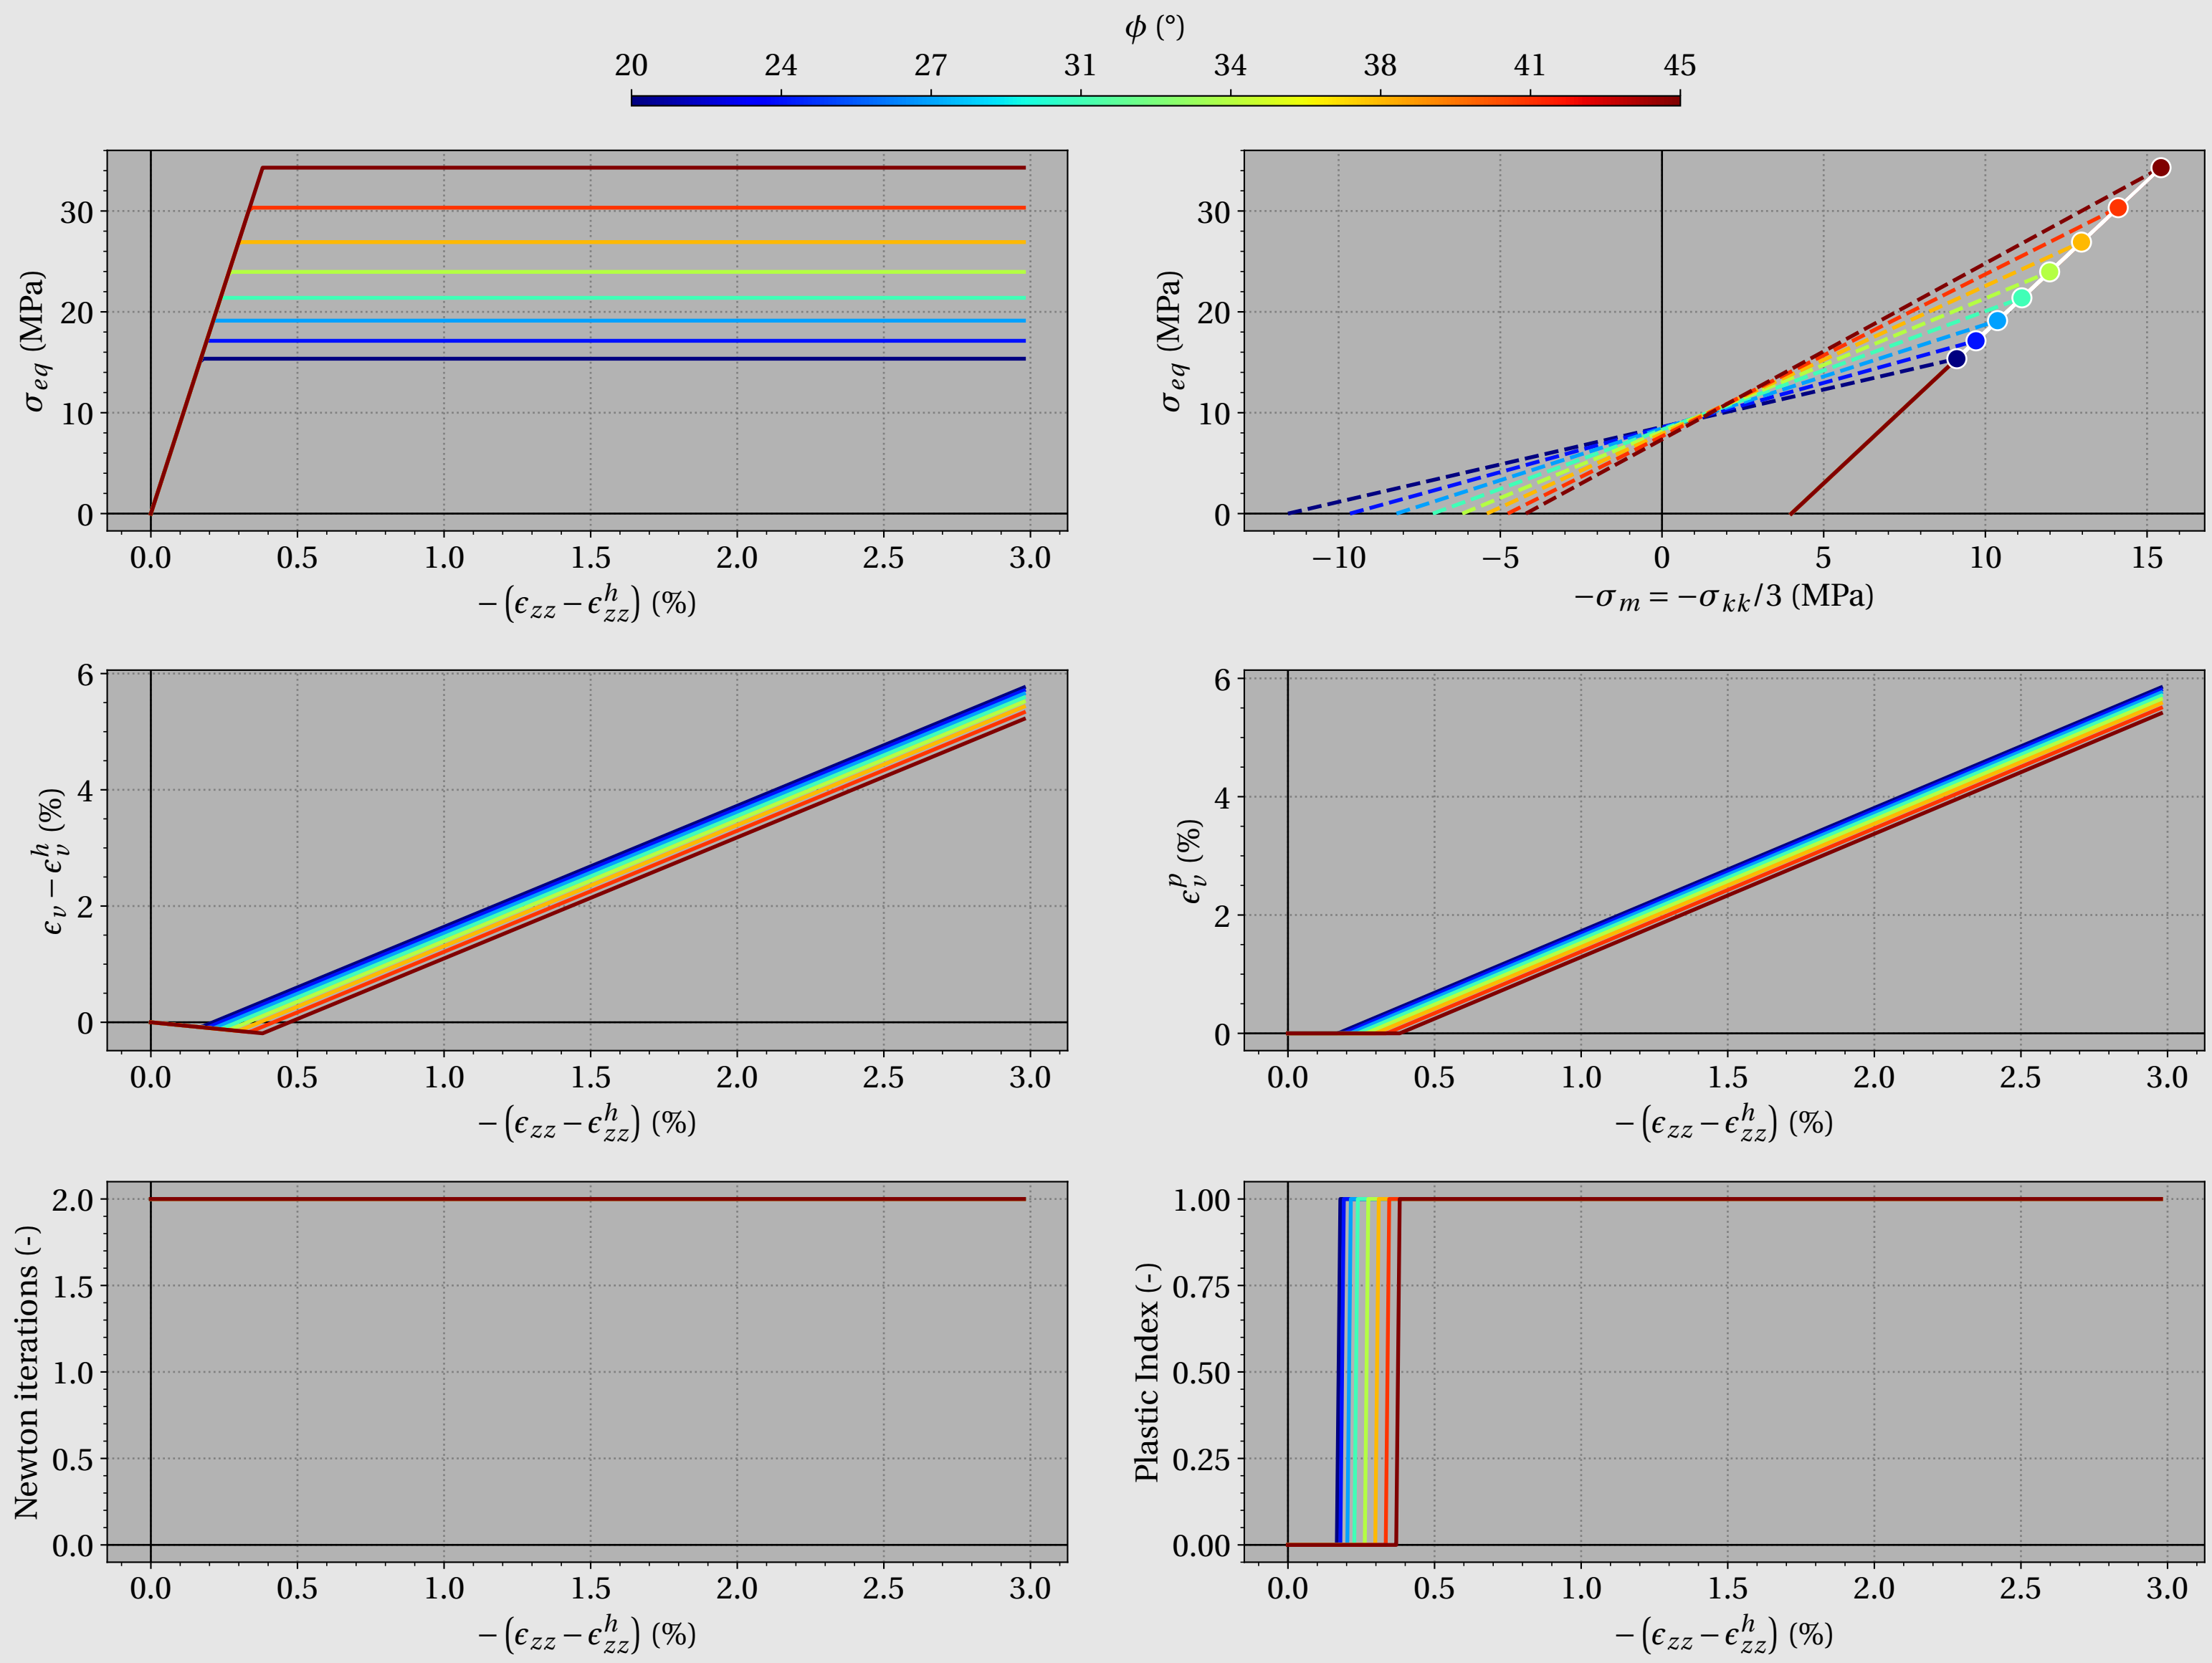 ϕ (°)
20 24 27 31 34 38 41 45
σ_eq (MPa)
30
20
10
0
0.0 0.5 1.0 1.5 2.0 2.5 3.0
−(ϵ_zz − ϵ^h_zz) (%)
σ_eq (MPa)
30
20
10
0
−10 −5 0 5 10 15
−σ_m = −σ_kk/3 (MPa)
ϵ_v − ϵ^h_v (%)
6
4
2
0
0.0 0.5 1.0 1.5 2.0 2.5 3.0
−(ϵ_zz − ϵ^h_zz) (%)
ϵ^p_v (%)
6
4
2
0
0.0 0.5 1.0 1.5 2.0 2.5 3.0
−(ϵ_zz − ϵ^h_zz) (%)
Newton iterations (-)
2.0
1.5
1.0
0.5
0.0
0.0 0.5 1.0 1.5 2.0 2.5 3.0
−(ϵ_zz − ϵ^h_zz) (%)
Plastic Index (-)
1.00
0.75
0.50
0.25
0.00
0.0 0.5 1.0 1.5 2.0 2.5 3.0
−(ϵ_zz − ϵ^h_zz) (%)